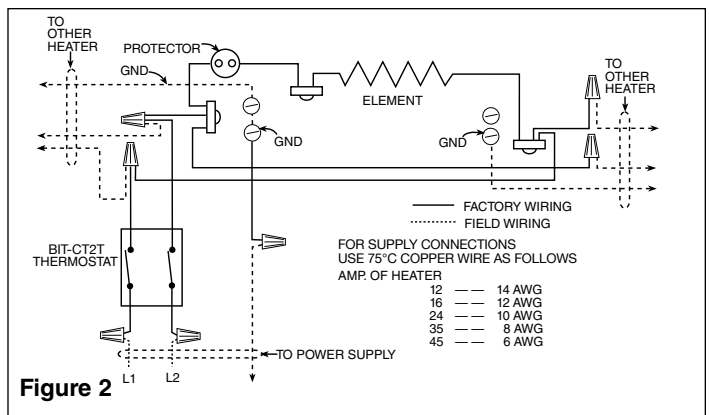 TO
OTHER
HEATER
PROTECTOR
GND
TO
OTHER
HEATER
ELEMENT
GND
GND
FACTORY WIRING
FIELD WIRING
BIT-CT2T
THERMOSTAT
FOR SUPPLY CONNECTIONS
USE 75°C COPPER WIRE AS FOLLOWS
AMP. OF HEATER
12 — — 14 AWG
16 — — 12 AWG
24 — — 10 AWG
35 — — 8 AWG
45 — — 6 AWG
TO POWER SUPPLY
L1 L2
Figure 2